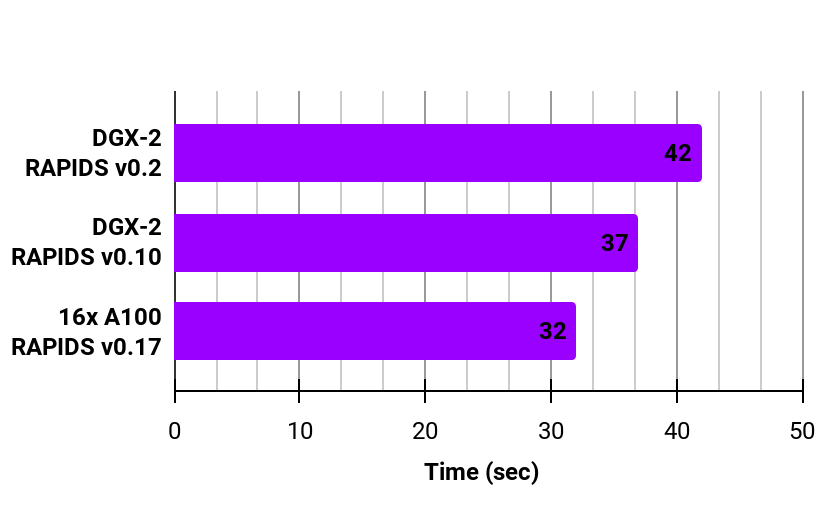 DGX-2
RAPIDS v0.2
42
DGX-2
RAPIDS v0.10
37
16x A100
RAPIDS v0.17
32
0 10 20 30 40 50
Time (sec)